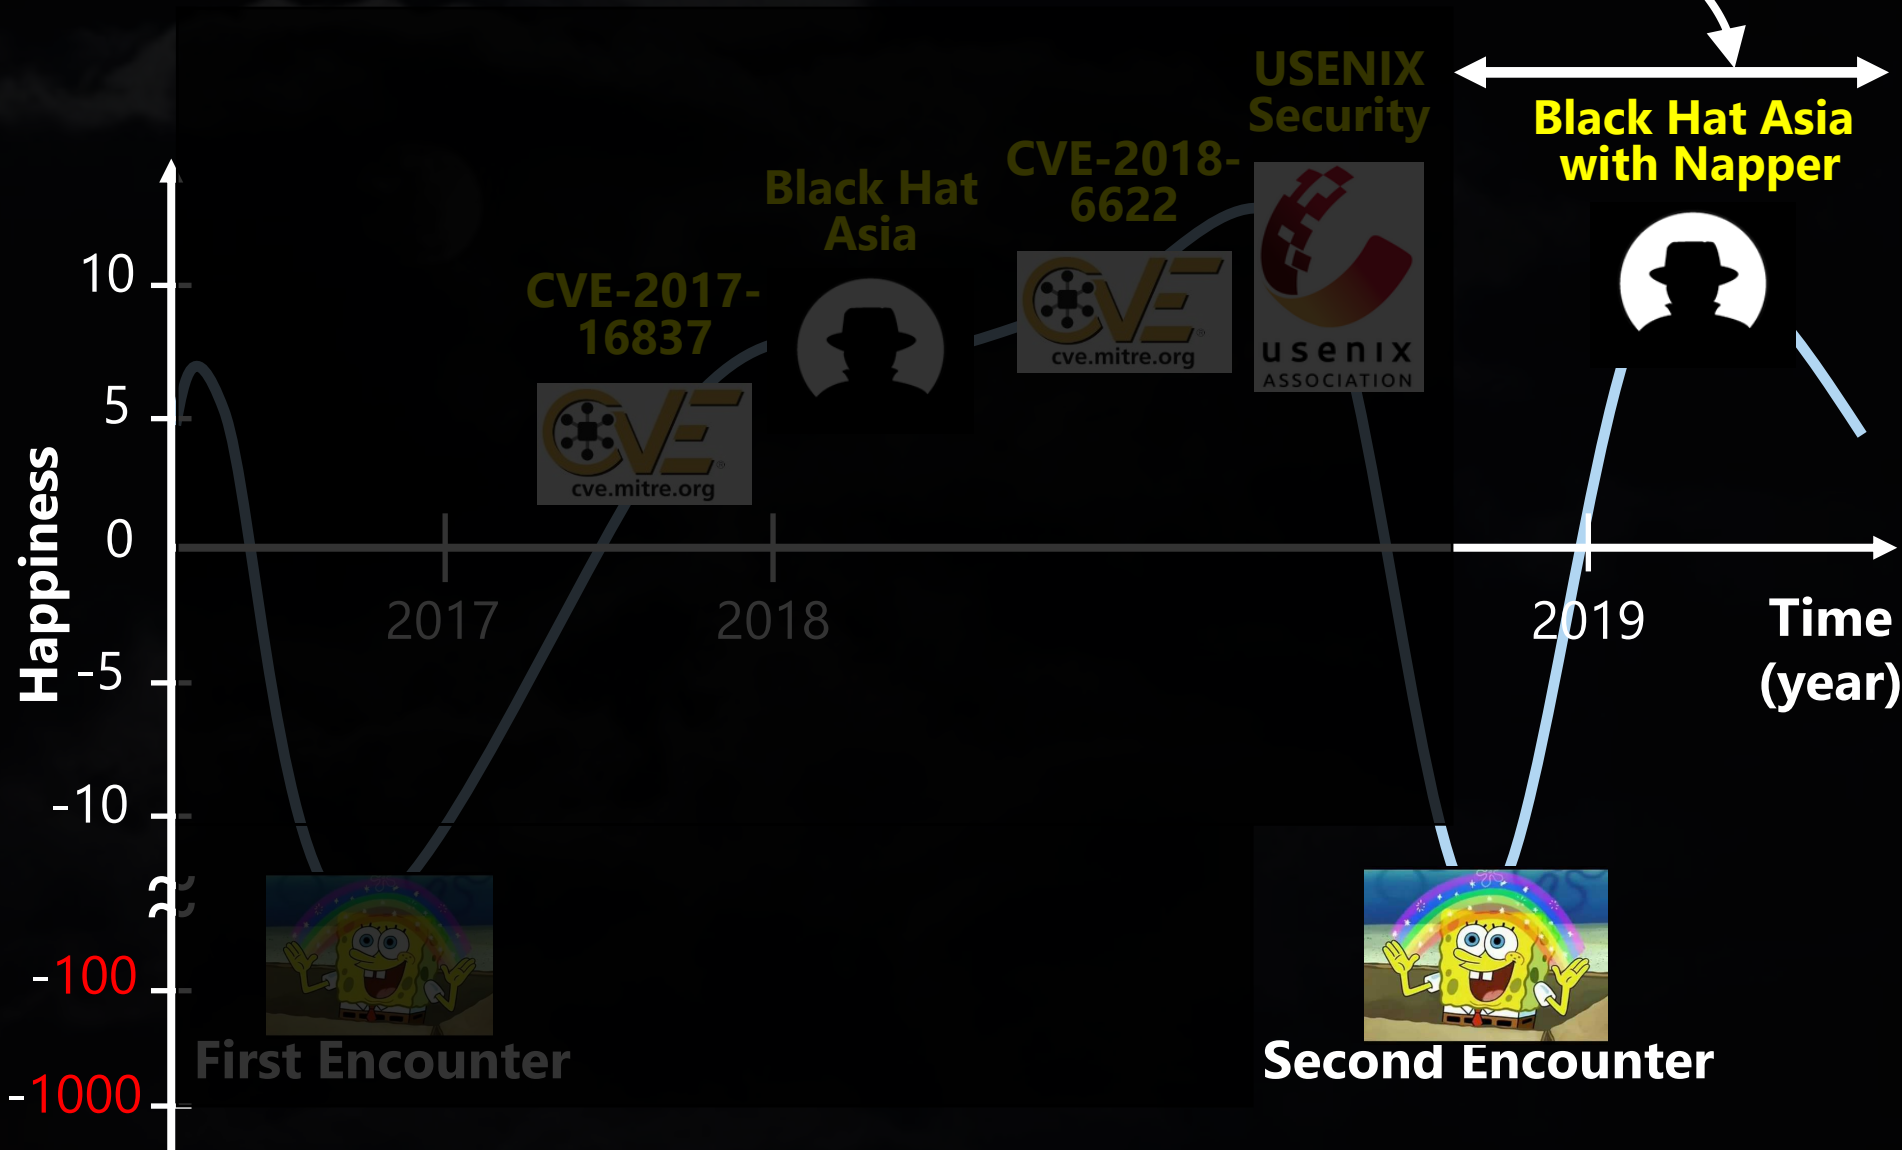 USENIX
Security
Black Hat Asia
with Napper
CVE-2018-
6622
Black Hat
Asia
CVE-2017-
16837
CVE
cve.mitre.org
CVE
cve.mitre.org
usenix
ASSOCIATION
Happiness
10
5
0
-5
-10
-100
-1000
2017
2018
2019
Time
(year)
First Encounter
Second Encounter